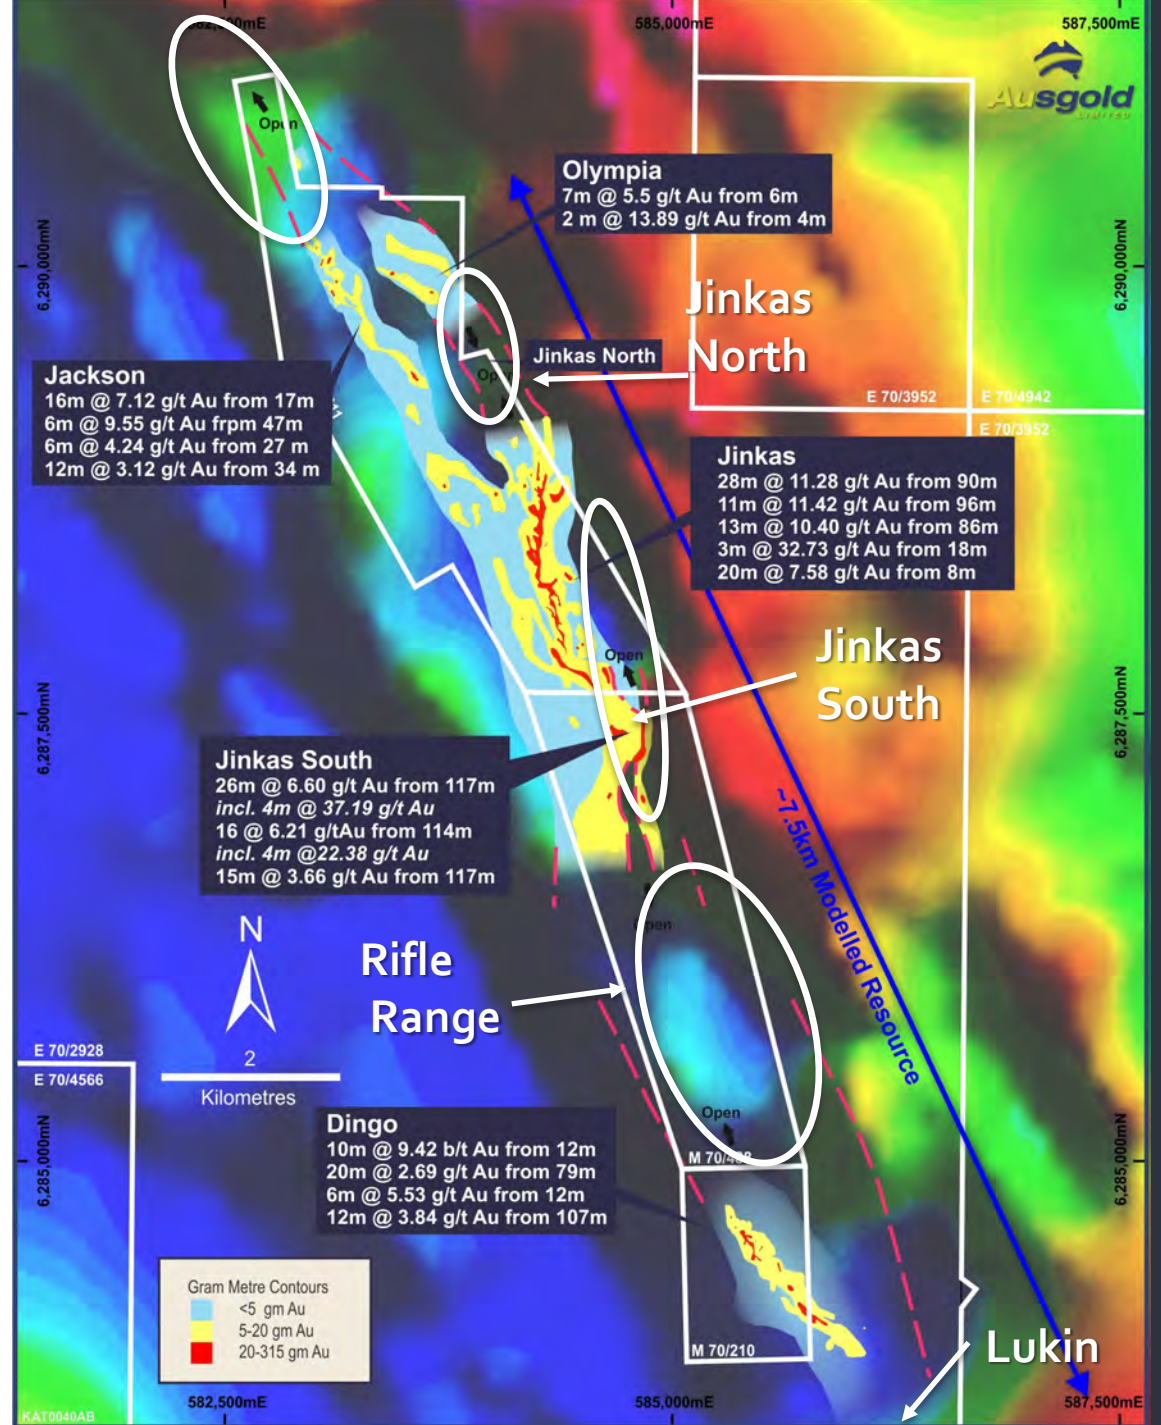 582,500mE
585,000mE
587,500mE
Ausgold
LIMITED
Open
Olympia
7m @ 5.5 g/t Au from 6m
2 m @ 13.89 g/t Au from 4m
6,290,000mN
6,290,000mN
Jinkas
North
Jinkas North
Open
Jackson
16m @ 7.12 g/t Au from 17m
6m @ 9.55 g/t Au frpm 47m
6m @ 4.24 g/t Au from 27 m
12m @ 3.12 g/t Au from 34 m
E 70/3952
E 70/4942
E 70/3952
Jinkas
28m @ 11.28 g/t Au from 90m
11m @ 11.42 g/t Au from 96m
13m @ 10.40 g/t Au from 86m
3m @ 32.73 g/t Au from 18m
20m @ 7.58 g/t Au from 8m
Open
Jinkas
South
6,287,500mN
6,287,500mN
Jinkas South
26m @ 6.60 g/t Au from 117m
incl. 4m @ 37.19 g/t Au
16 @ 6.21 g/tAu from 114m
incl. 4m @22.38 g/t Au
15m @ 3.66 g/t Au from 117m
~7.5km Modelled Resource
Open
N
2
Kilometres
Rifle
Range
E 70/2928
E 70/4566
Open
Dingo
10m @ 9.42 b/t Au from 12m
20m @ 2.69 g/t Au from 79m
6m @ 5.53 g/t Au from 12m
12m @ 3.84 g/t Au from 107m
6,285,000mN
6,285,000mN
Gram Metre Contours
<5 gm Au
5-20 gm Au
20-315 gm Au
M 70/210
Lukin
582,500mE
585,000mE
587,500mE
KAT0040AB